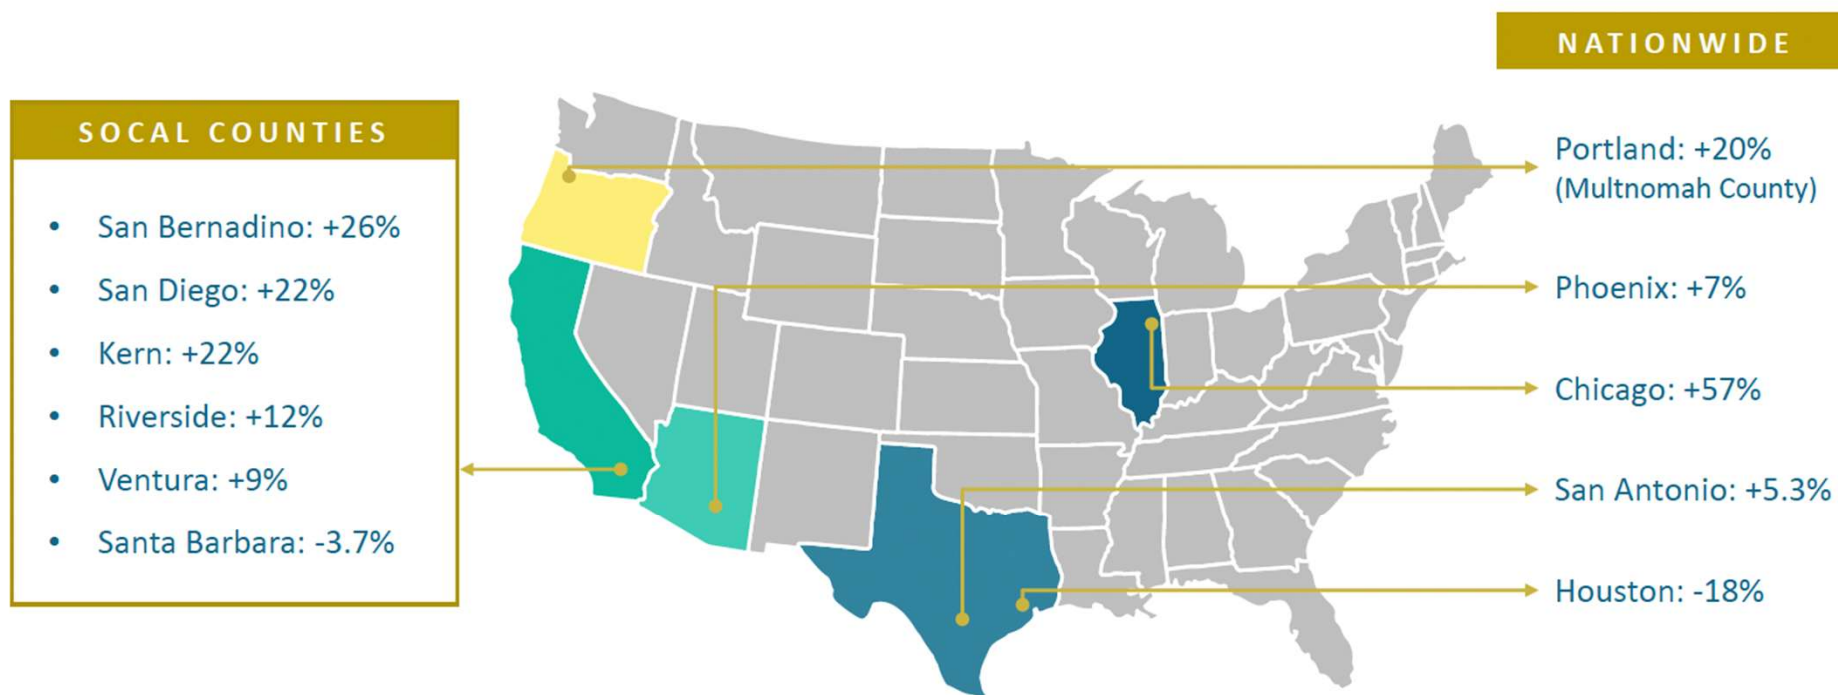 NATIONWIDE
SOCAL COUNTIES
• San Bernadino: +26%
• San Diego: +22%
• Kern: +22%
• Riverside: +12%
• Ventura: +9%
• Santa Barbara: -3.7%
Portland: +20%
(Multnomah County)
Phoenix: +7%
Chicago: +57%
San Antonio: +5.3%
Houston: -18%